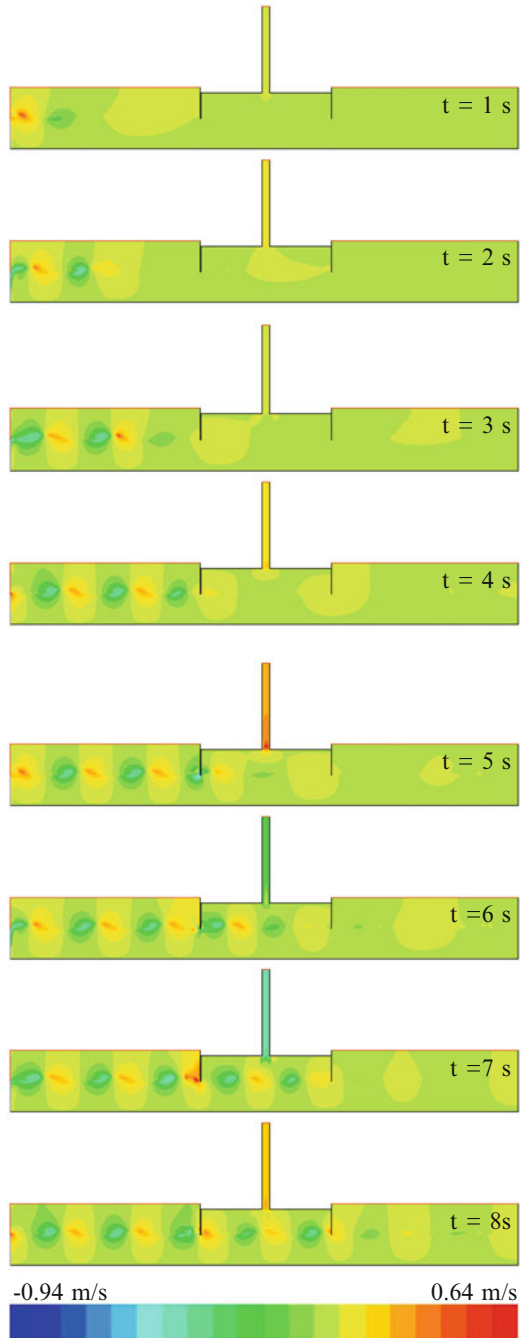 t = 1 s
t = 2 s
t = 3 s
t = 4 s
t = 5 s
t =6 s
t =7 s
t = 8s
-0.94 m/s 0.64 m/s